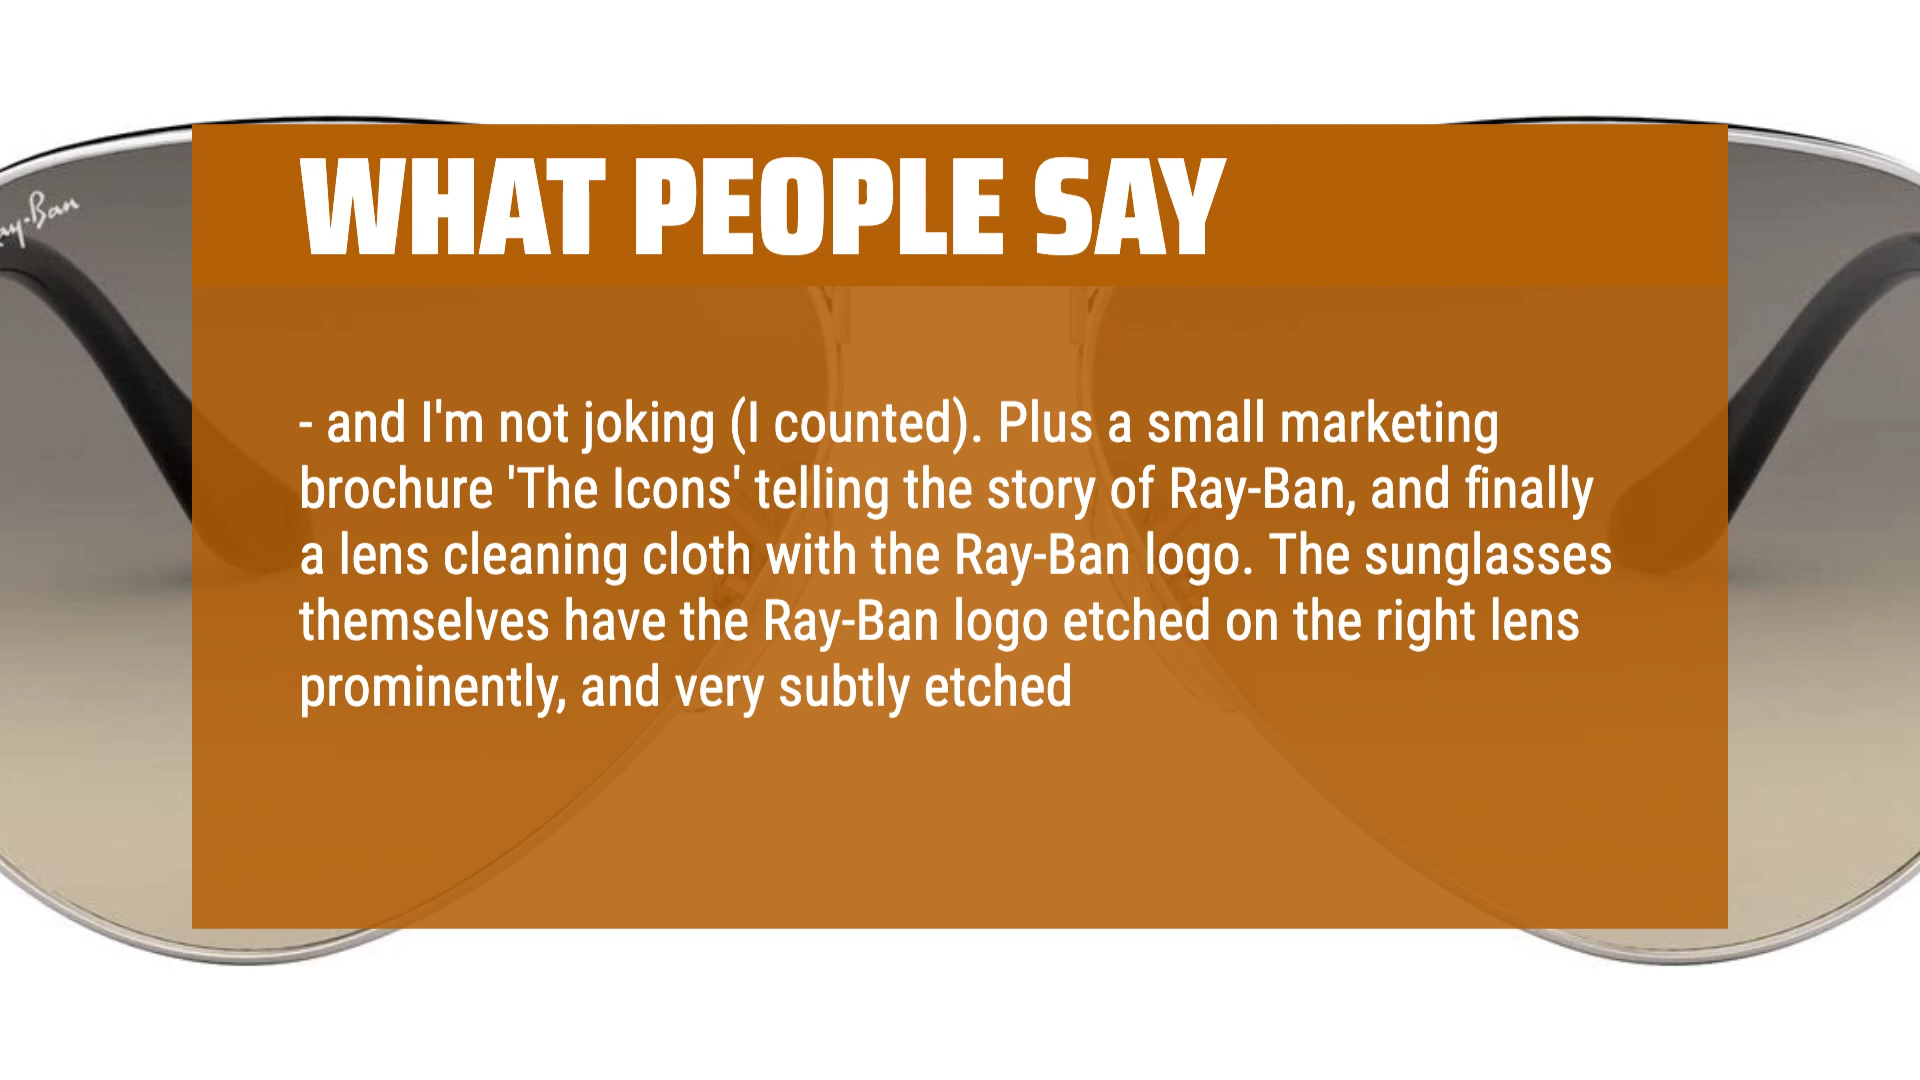 WHAT PEOPLE SAY
Ray-Ban
- and I'm not joking (I counted). Plus a small marketing
brochure 'The Icons' telling the story of Ray-Ban, and finally
a lens cleaning cloth with the Ray-Ban logo. The sunglasses
themselves have the Ray-Ban logo etched on the right lens
prominently, and very subtly etched